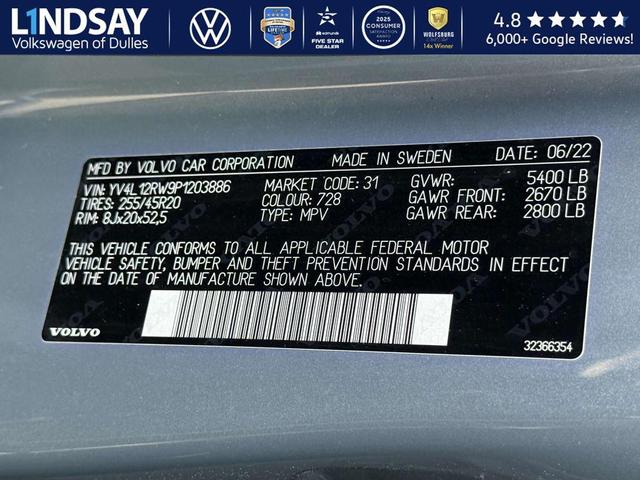 LINDSAY
Volkswagen of Dulles
FIVE STAR
DEALER
2025
CONSUMER
SATISFACTION
WOLFSBURG
14x Winner
4.8
6,000+ Google Reviews!
MFD BY VOLVO CAR CORPORATION MADE IN SWEDEN DATE: 06/22
VIN: YV4L12RW9P1203886 MARKET CODE: 31 GVWR: 5400 LB
TIRES: 255/45R20 COLOUR: 728 GAWR FRONT: 2670 LB
RIM: 8Jx20x52,5 TYPE: MPV GAWR REAR: 2800 LB
THIS VEHICLE CONFORMS TO ALL APPLICABLE FEDERAL MOTOR
VEHICLE SAFETY, BUMPER AND THEFT PREVENTION STANDARDS IN EFFECT
ON THE DATE OF MANUFACTURE SHOWN ABOVE.
VOLVO
32366354